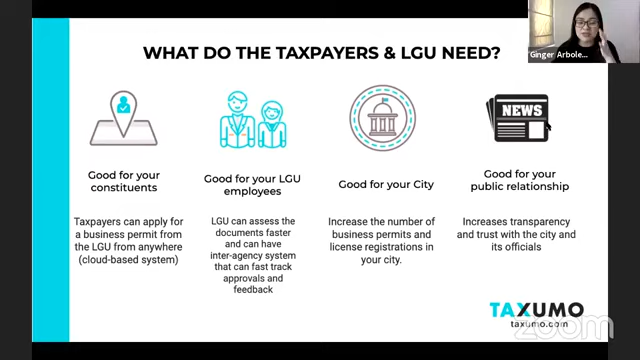 Ginger Arbole...
WHAT DO THE TAXPAYERS & LGU NEED?
NEWS
Good for your
constituents
Taxpayers can apply for
a business permit from
the LGU from anywhere
(cloud-based system)
Good for your LGU
employees
LGU can assess the
documents faster
and can have
inter-agency system
that can fast track
approvals and
feedback
Good for your City
Increase the number of
business permits and
license registrations in
your city.
Good for your
public relationship
Increases transparency
and trust with the city and
its officials
TAXUMO
taxumo.com
zoom